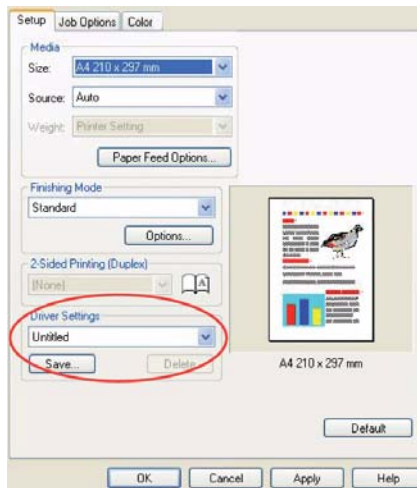 Setup
Job Options
Color
Media
Size: A4 210 x 297 mm
Source: Auto
Weight: Printer Setting
Paper Feed Options...
Finishing Mode
Standard
Options...
2-Sided Printing (Duplex)
(None)
A
Driver Settings
Untitled
Save...
Delete
A4 210 x 297 mm
Default
OK
Cancel
Apply
Help